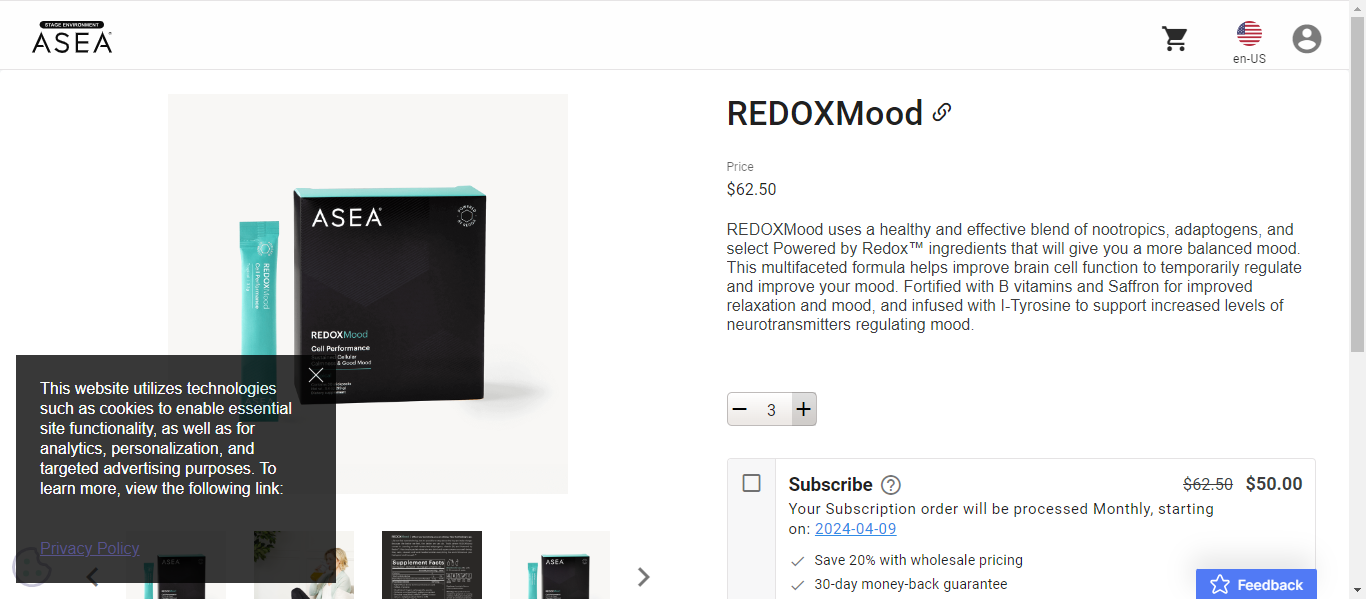 STAGE ENVIRONMENT
ASEA
en-US
REDOXMood
Price
$62.50
REDOXMood uses a healthy and effective blend of nootropics, adaptogens, and
select Powered by Redox™ ingredients that will give you a more balanced mood.
This multifaceted formula helps improve brain cell function to temporarily regulate
and improve your mood. Fortified with B vitamins and Saffron for improved
relaxation and mood, and infused with I-Tyrosine to support increased levels of
neurotransmitters regulating mood.
ASEA
REDOXMood
Cell Performance
REDOXMood
Cell Performance
& Good Mood
3
Subscribe
$62.50 $50.00
Your Subscription order will be processed Monthly, starting
on: 2024-04-09
Save 20% with wholesale pricing
30-day money-back guarantee
This website utilizes technologies
such as cookies to enable essential
site functionality, as well as for
analytics, personalization, and
targeted advertising purposes. To
learn more, view the following link:
Privacy Policy
ASEA
Supplement Facts
ASEA
Feedback